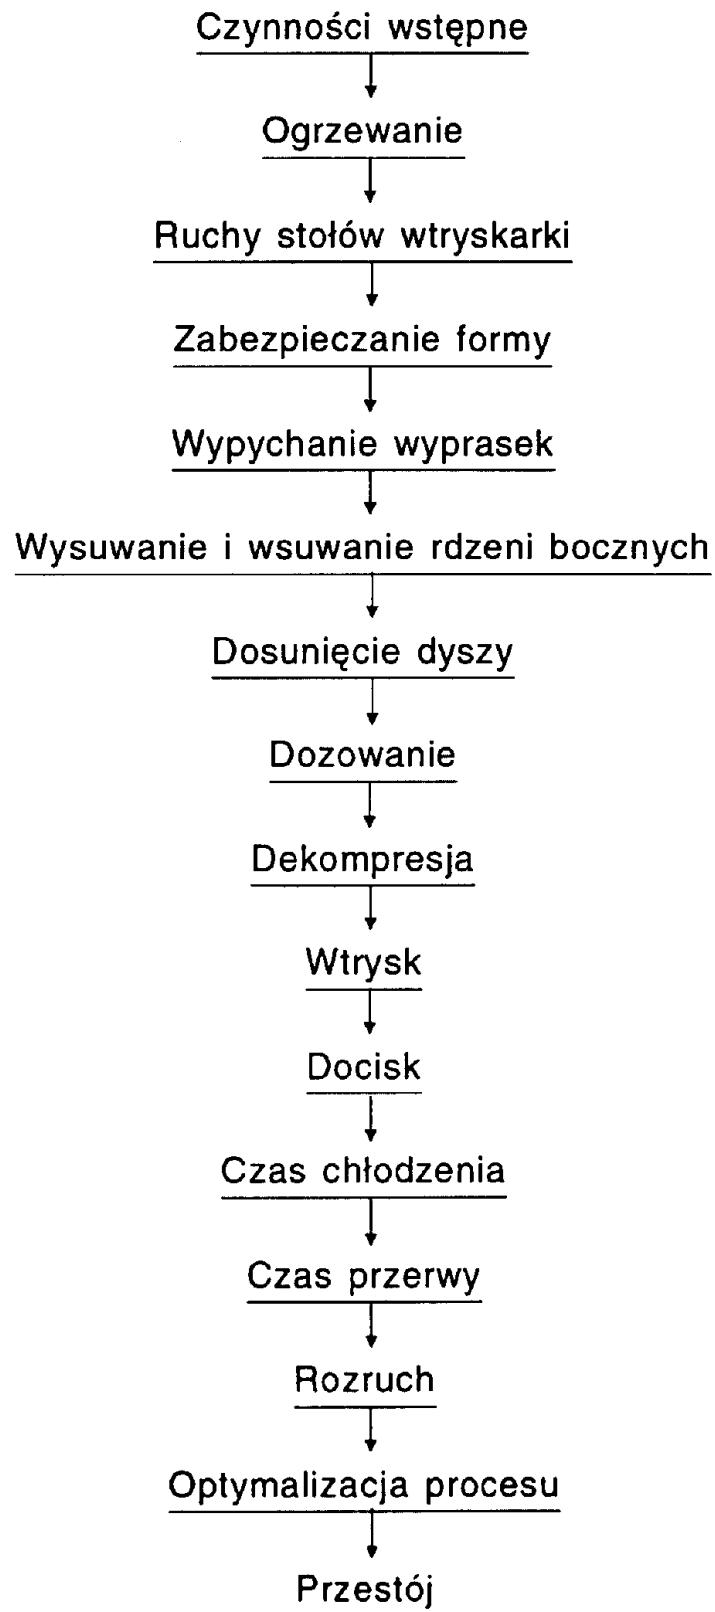 Czynności wstępne
Ogrzewanie
Ruchy stołów wtryskarki
Zabezpieczanie formy
Wypychanie wyprasek
Wysuwanie i wsuwanie rdzeni bocznych
Dosunięcie dyszy
Dozowanie
Dekompresja
Wtrysk
Docisk
Czas chłodzenia
Czas przerwy
Rozruch
Optymalizacja procesu
Przestój